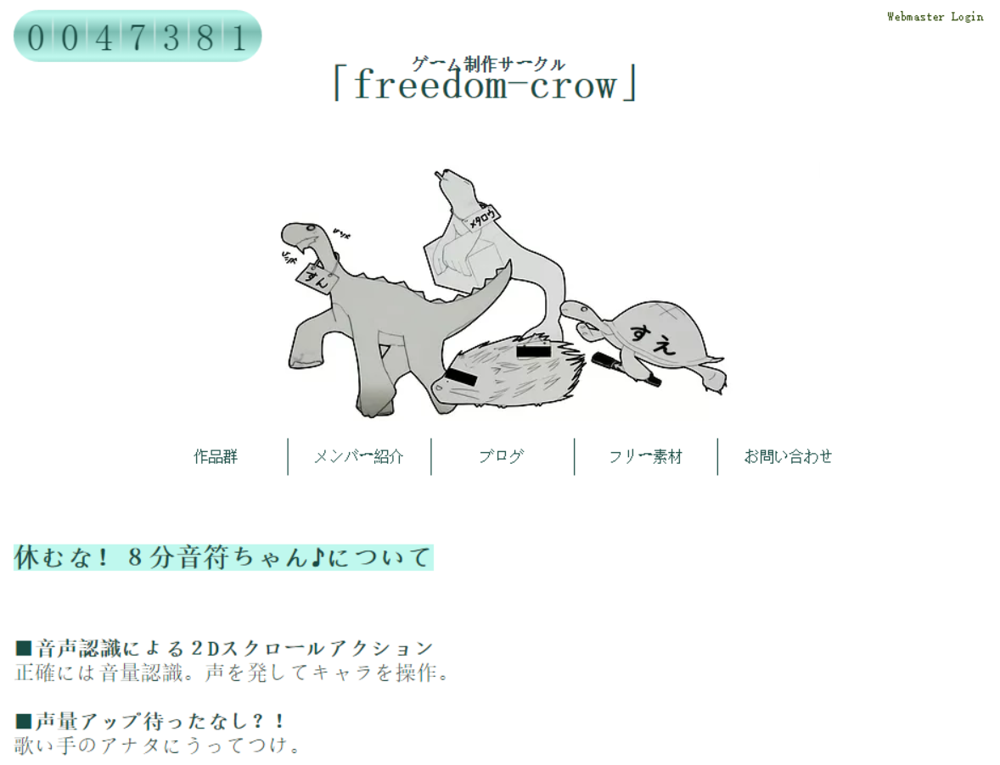 0047381
Webmaster Login
ゲーム制作サークル
「freedom-crow」
メタロウ
すん
すえ
作品群
メンバー紹介
ブログ
フリー素材
お問い合わせ
休むな! 8分音符ちゃん♪について
■音声認識による2Dスクロールアクション
正確には音量認識。声を発してキャラを操作。
■声量アップ待ったなし?!
歌い手のアナタにうってつけ。